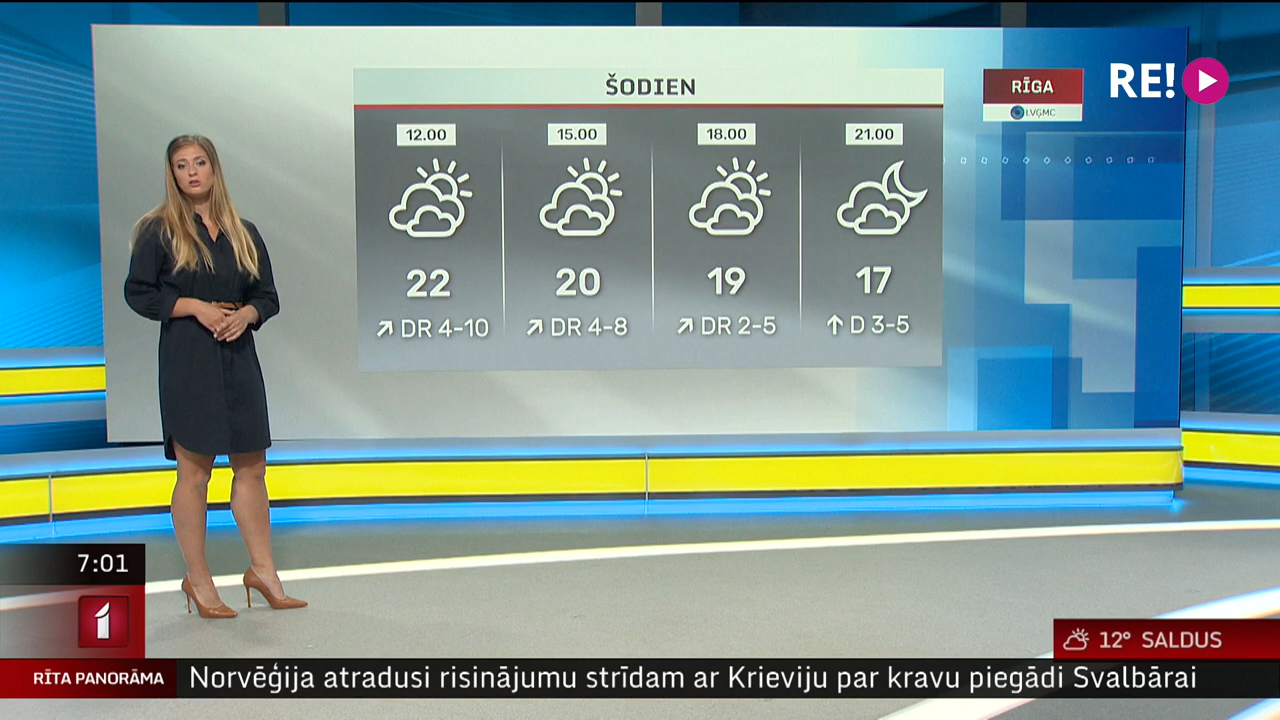 ŠODIEN
RĪGA
LVĢMC
RE!
12.00 15.00 18.00 21.00
22 20 19 17
DR 4-10 DR 4-8 DR 2-5 D 3-5
7:01
1
12° SALDUS
RĪTA PANORĀMA Norvēģija atradusi risinājumu strīdam ar Krieviju par kravu piegādi Svalbārai